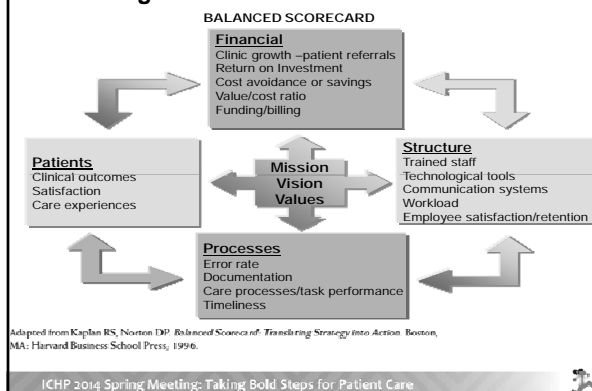 BALANCED SCORECARD
Financial
Clinic growth –patient referrals
Return on Investment
Cost avoidance or savings
Value/cost ratio
Funding/billing
Patients
Clinical outcomes
Satisfaction
Care experiences
Mission
Vision
Values
Structure
Trained staff
Technological tools
Communication systems
Workload
Employee satisfaction/retention
Processes
Error rate
Documentation
Care processes/task performance
Timeliness
Adapted from Kaplan RS, Norton DP. Balanced Scorecard: Translating Strategy into Action. Boston,
MA: Harvard Business School Press, 1996.
ICHP 2014 Spring Meeting: Taking Bold Steps for Patient Care